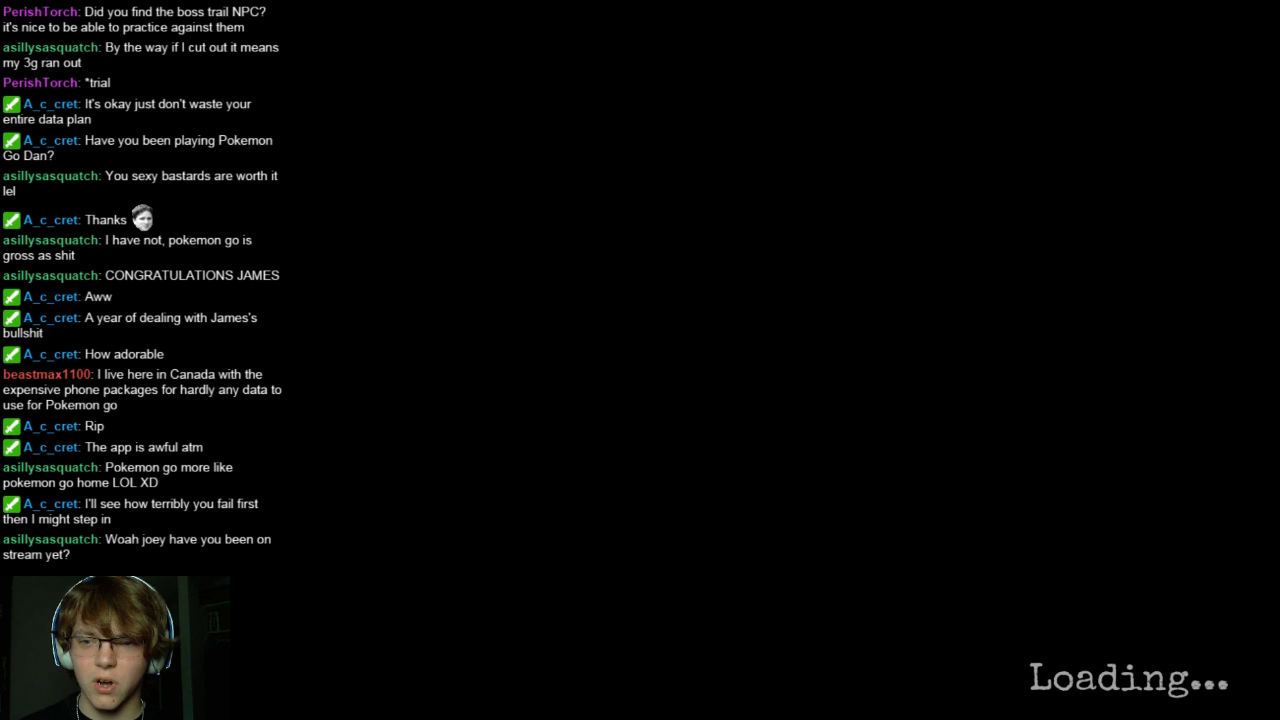 PerishTorch: Did you find the boss trail NPC?
it's nice to be able to practice against them
asillysasquatch: By the way if I cut out it means
my 3g ran out
PerishTorch: *trial
A_c_cret: It's okay just don't waste your
entire data plan
A_c_cret: Have you been playing Pokemon
Go Dan?
asillysasquatch: You sexy bastards are worth it
lel
A_c_cret: Thanks
asillysasquatch: I have not, pokemon go is
gross as shit
asillysasquatch: CONGRATULATIONS JAMES
A_c_cret: Aww
A_c_cret: A year of dealing with James's
bullshit
A_c_cret: How adorable
beastmax1100: I live here in Canada with the
expensive phone packages for hardly any data to
use for Pokemon go
A_c_cret: Rip
A_c_cret: The app is awful atm
asillysasquatch: Pokemon go more like
pokemon go home LOL XD
A_c_cret: I'll see how terribly you fail first
then I might step in
asillysasquatch: Woah joey have you been on
stream yet?
Loading...